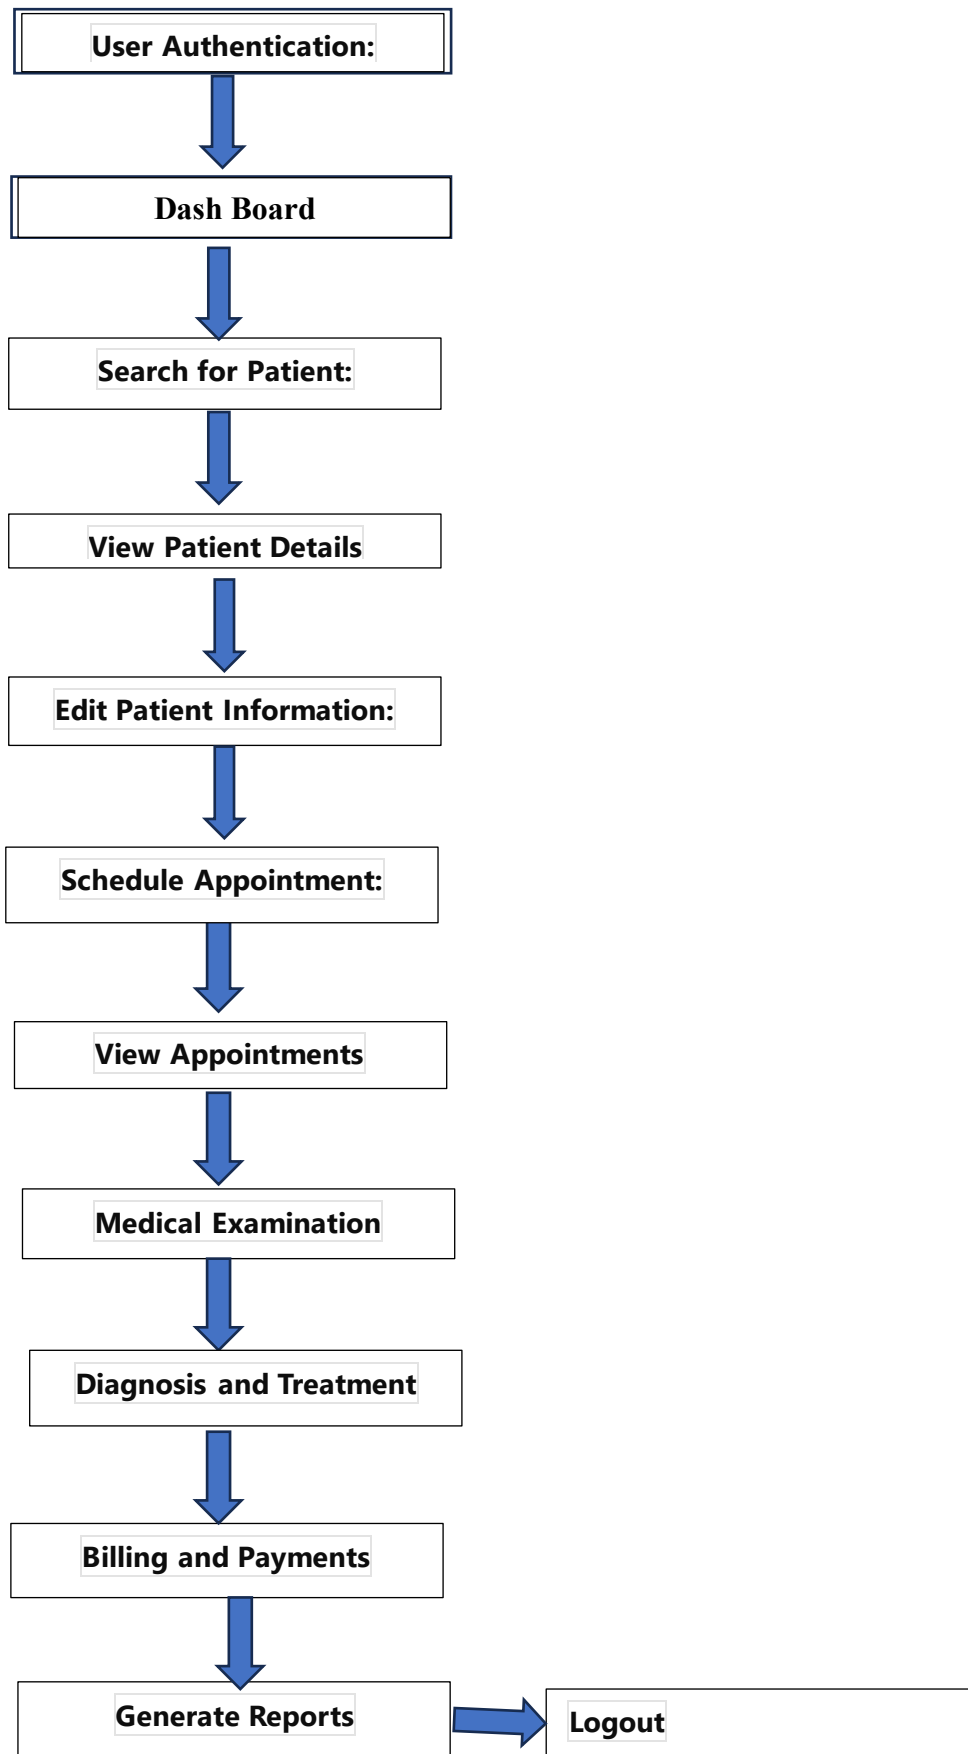 User Authentication:
Dash Board
Search for Patient:
View Patient Details
Edit Patient Information:
Schedule Appointment:
View Appointments
Medical Examination
Diagnosis and Treatment
Billing and Payments
Generate Reports
Logout